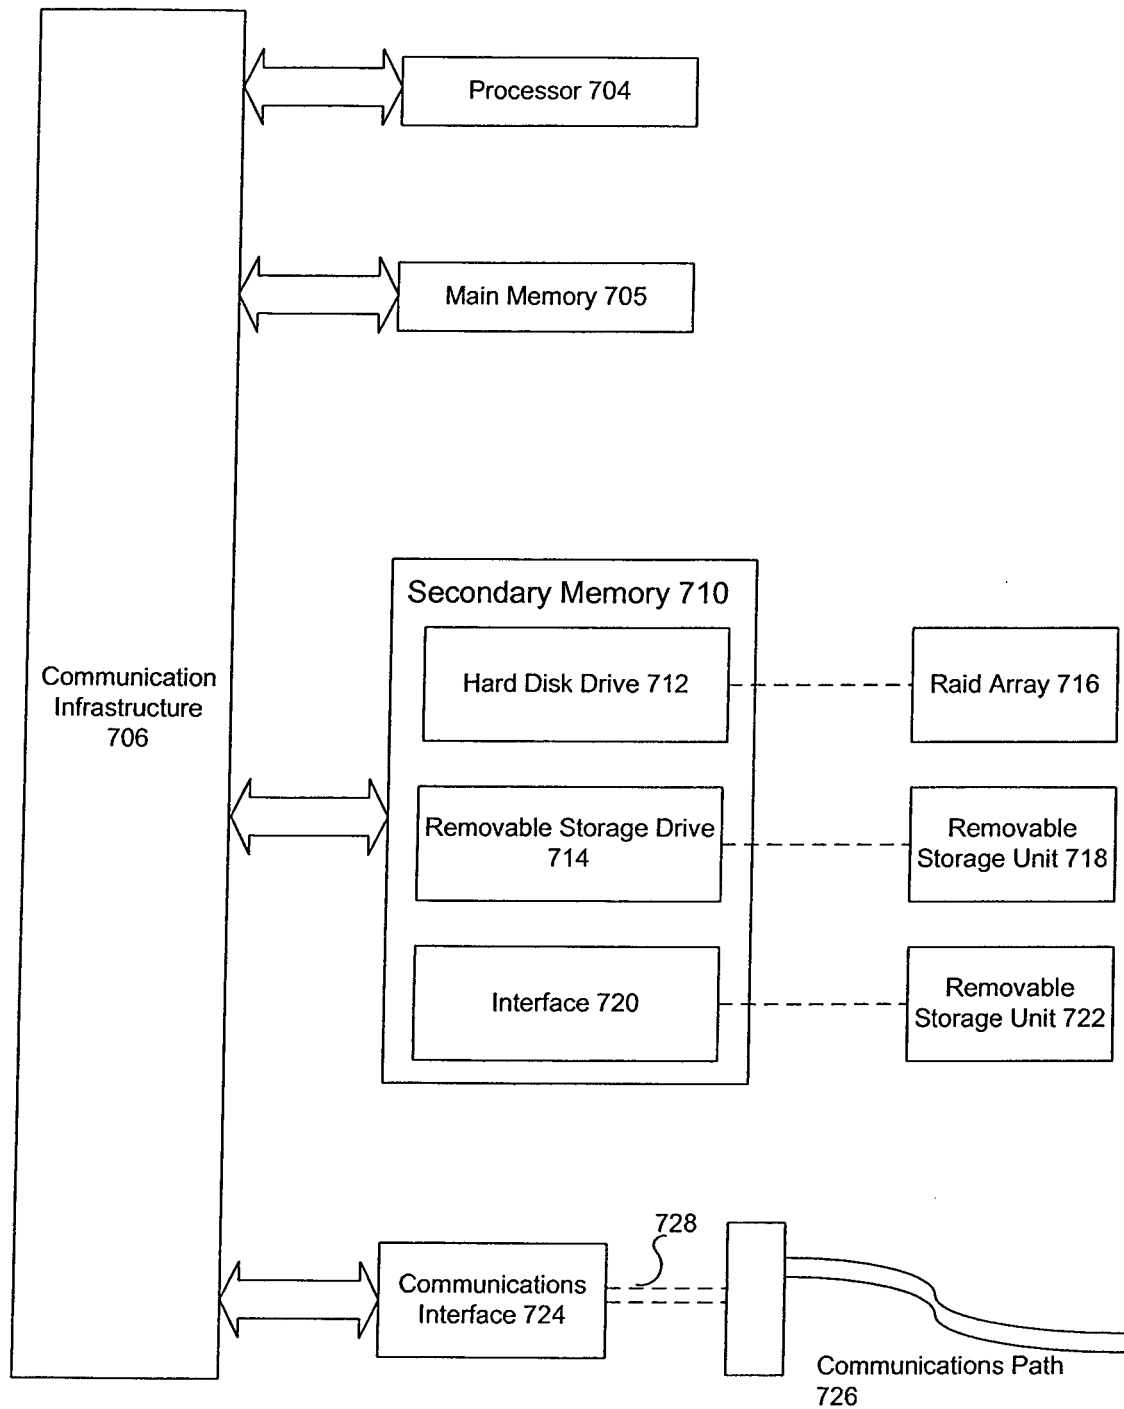 Processor 704
Main Memory 705
Communication
Infrastructure
706
Secondary Memory 710
Hard Disk Drive 712
Raid Array 716
Removable Storage Drive
714
Removable
Storage Unit 718
Interface 720
Removable
Storage Unit 722
728
Communications
Interface 724
Communications Path
726